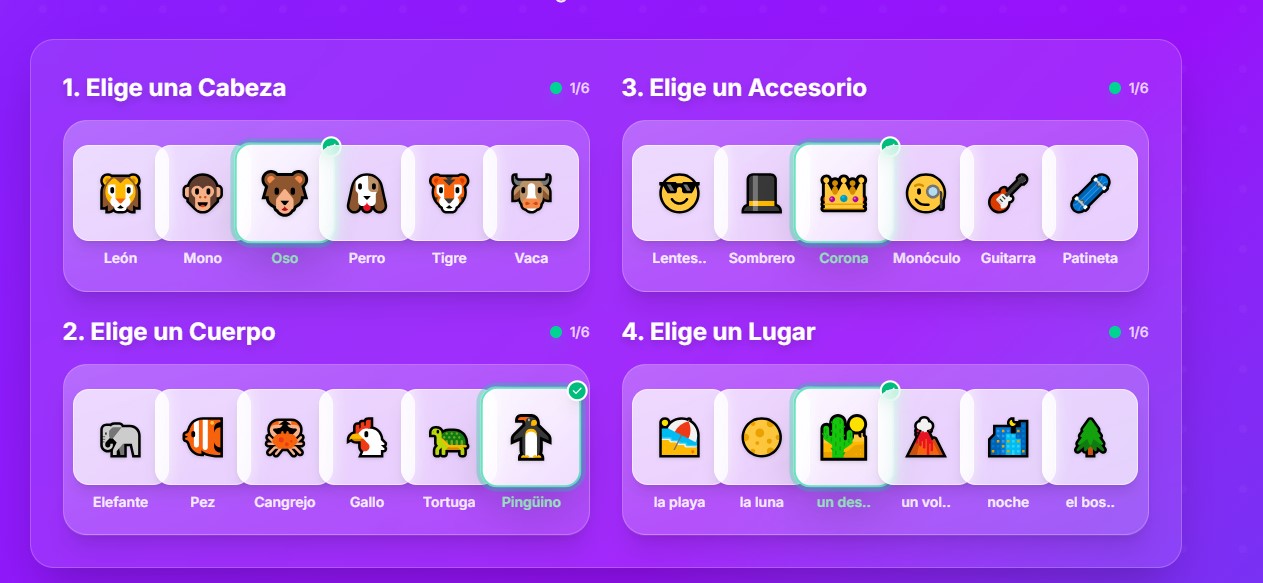 1. Elige una Cabeza
1/6
León Mono Oso Perro Tigre Vaca
2. Elige un Cuerpo
1/6
Elefante Pez Cangrejo Gallo Tortuga Pingüino
3. Elige un Accesorio
1/6
Lentes.. Sombrero Corona Monóculo Guitarra Patineta
4. Elige un Lugar
1/6
la playa la luna un des.. un vol.. noche el bos..